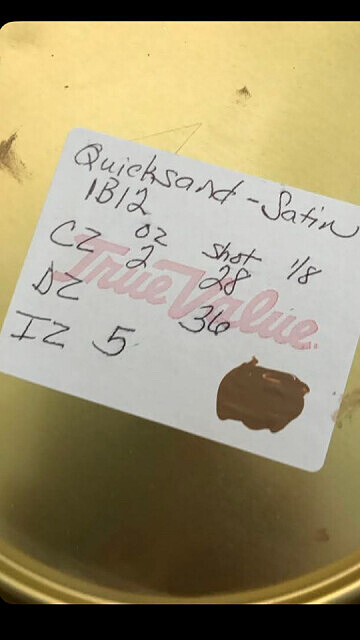 Quicksand - Satin
1B12
oz shot 1/8
CZ 2 28
DZ 36
IZ 5
True Value.